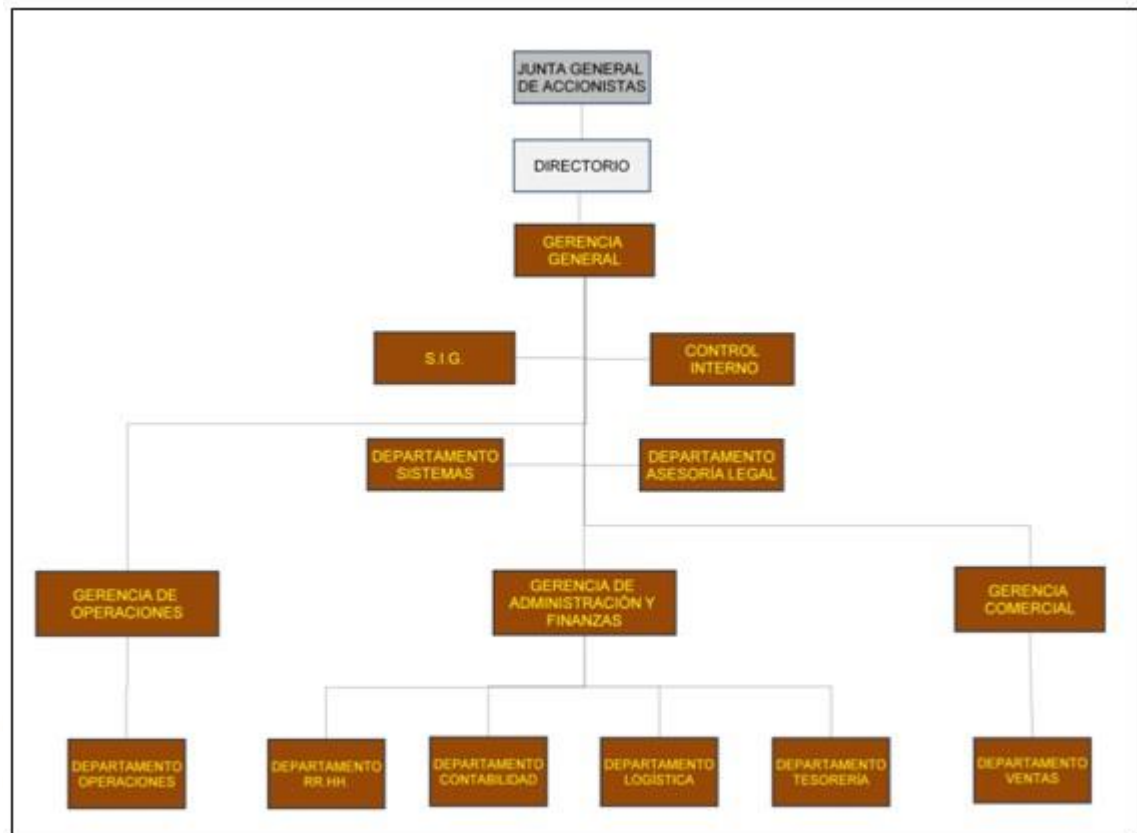 JUNTA GENERAL
DE ACCIONISTAS
DIRECTORIO
GERENCIA
GENERAL
S.I.G.
CONTROL
INTERNO
DEPARTAMENTO
SISTEMAS
DEPARTAMENTO
ASESORÍA LEGAL
GERENCIA DE
OPERACIONES
GERENCIA DE
ADMINISTRACIÓN Y
FINANZAS
GERENCIA
COMERCIAL
DEPARTAMENTO
OPERACIONES
DEPARTAMENTO
RR.HH.
DEPARTAMENTO
CONTABILIDAD
DEPARTAMENTO
LOGÍSTICA
DEPARTAMENTO
TESORERÍA
DEPARTAMENTO
VENTAS